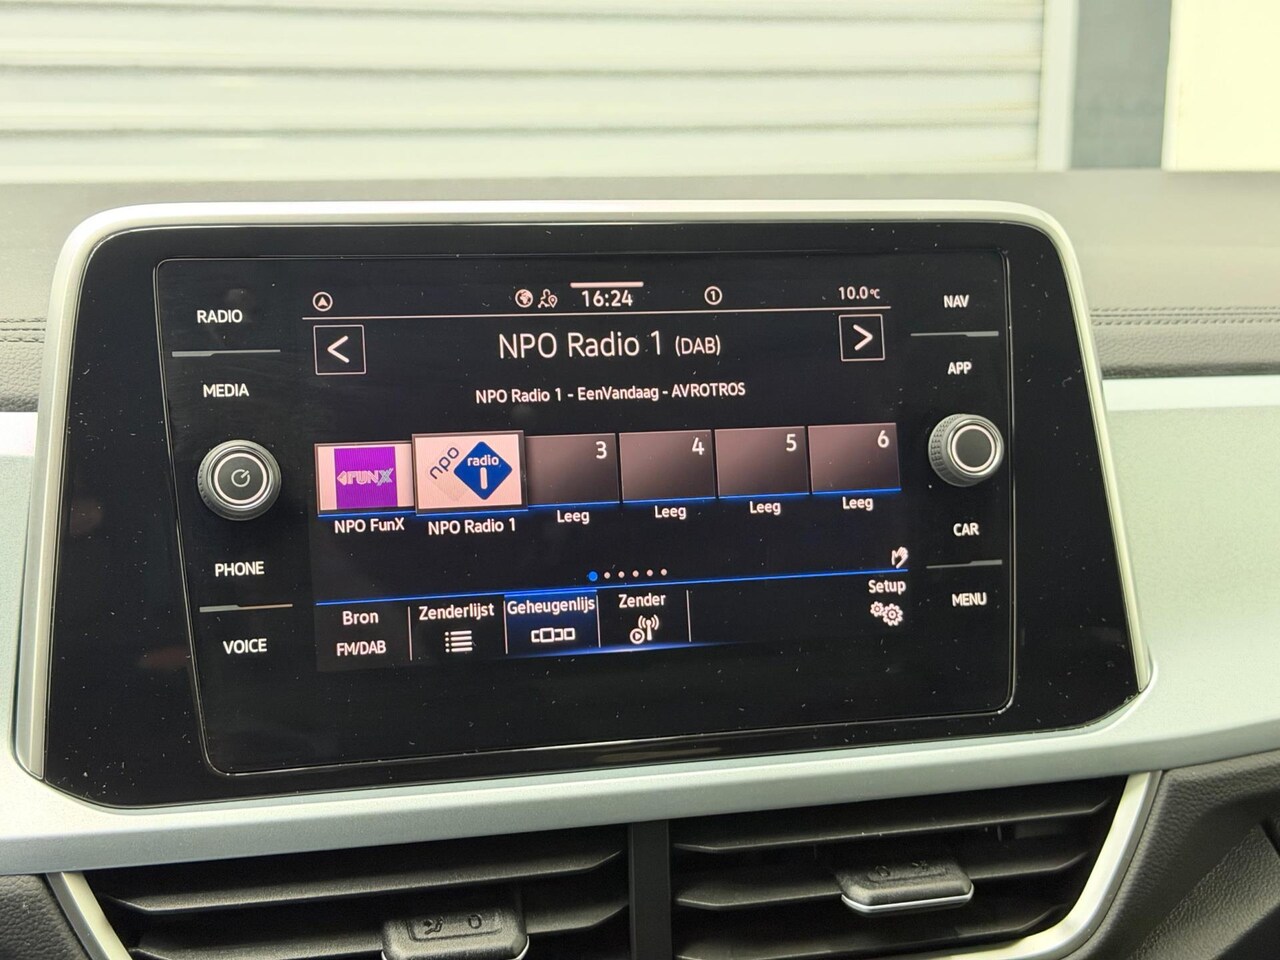 RADIO
MEDIA
PHONE
VOICE
16:24
1
10.0°C
NPO Radio 1 (DAB)
NPO Radio 1 - EenVandaag - AVROTROS
FUNX
npo radio 1
3
4
5
6
NPO FunX
NPO Radio 1
Leeg
Leeg
Leeg
Leeg
Bron
FM/DAB
Zenderlijst
Geheugenlijs
Zender
Setup
NAV
APP
CAR
MENU